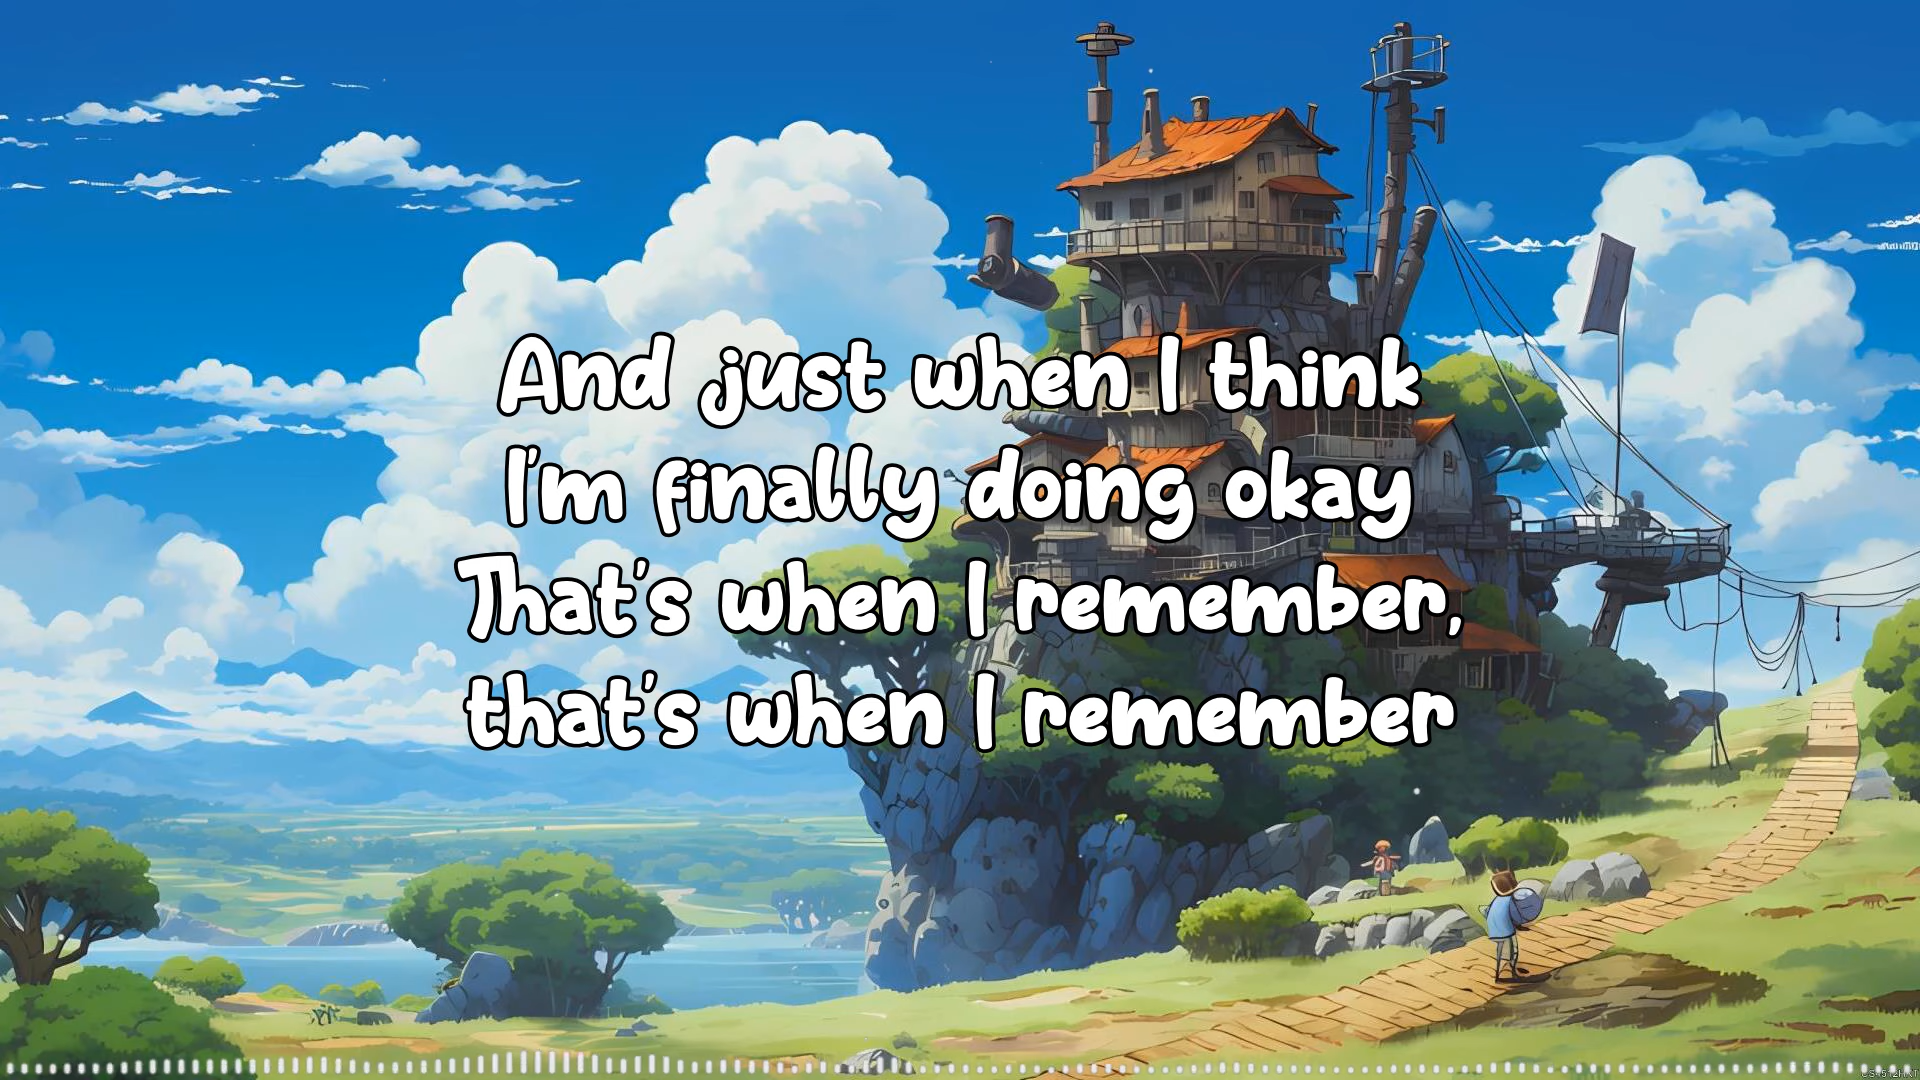 And just when I think
I'm finally doing okay
That's when I remember,
that's when I remember